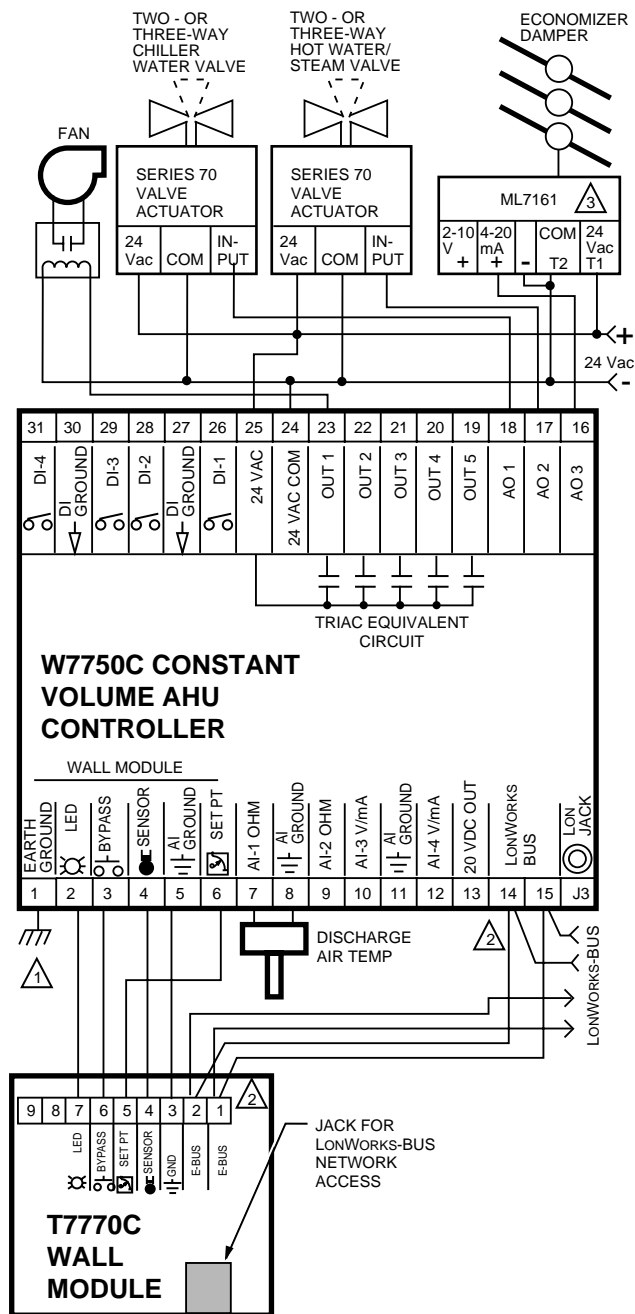 TWO - OR
THREE-WAY
CHILLER
WATER VALVE
TWO - OR
THREE-WAY
HOT WATER/
STEAM VALVE
ECONOMIZER
DAMPER
FAN
SERIES 70
VALVE
ACTUATOR
24
Vac
COM
IN-
PUT
SERIES 70
VALVE
ACTUATOR
24
Vac
COM
IN-
PUT
ML7161
3
2-10
V
+
4-20
mA
+
-
COM
T2
24
Vac
T1
+
24 Vac
-
31 30 29 28 27 26 25 24 23 22 21 20 19 18 17 16
DI-4
DI
GROUND
DI-3
DI-2
DI
GROUND
DI-1
24 VAC
24 VAC COM
OUT 1
OUT 2
OUT 3
OUT 4
OUT 5
AO 1
AO 2
AO 3
TRIAC EQUIVALENT
CIRCUIT
W7750C CONSTANT
VOLUME AHU
CONTROLLER
WALL MODULE
EARTH
GROUND
LED
BYPASS
SENSOR
AI
GROUND
SET PT
AI-1 OHM
AI
GROUND
AI-2 OHM
AI-3 V/mA
AI
GROUND
AI-4 V/mA
20 VDC OUT
LONWORKS
BUS
LON
JACK
1 2 3 4 5 6 7 8 9 10 11 12 13 14 15 J3
1
DISCHARGE
AIR TEMP
2
LONWORKS-BUS
9 8 7 6 5 4 3 2 1
2
LED
BYPASS
SET PT
SENSOR
GND
E-BUS
E-BUS
JACK FOR
LONWORKS-BUS
NETWORK
ACCESS
T7770C
WALL
MODULE